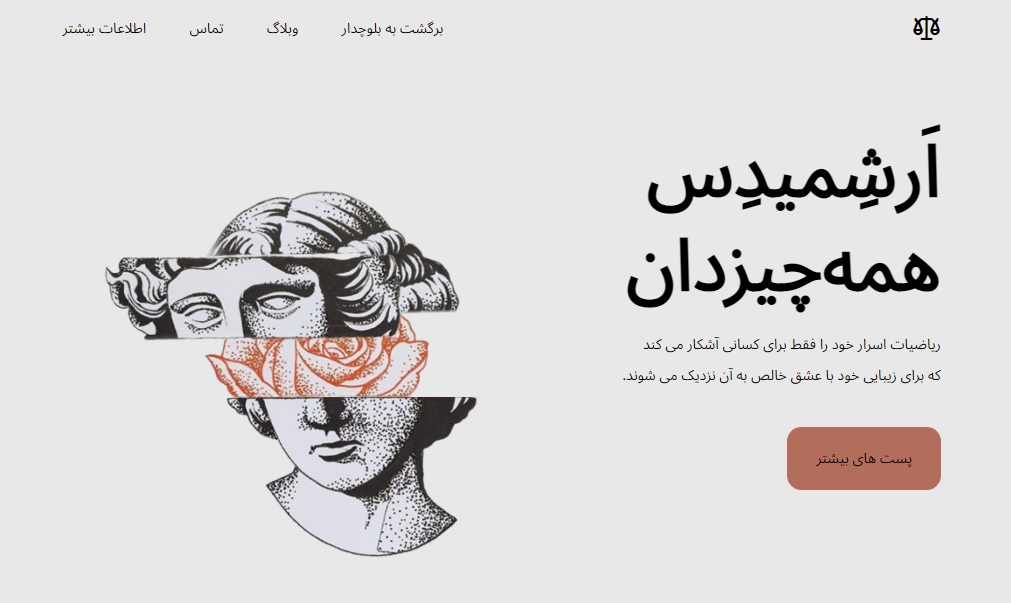 برگشت به بلوچدار
وبلاگ
تماس
اطلاعات بیشتر
اَرشِمیدِس
همه‌چیزدان
ریاضیات اسرار خود را فقط برای کسانی آشکار می کند
که برای زیبایی خود با عشق خالص به آن نزدیک می شوند.
پست های بیشتر